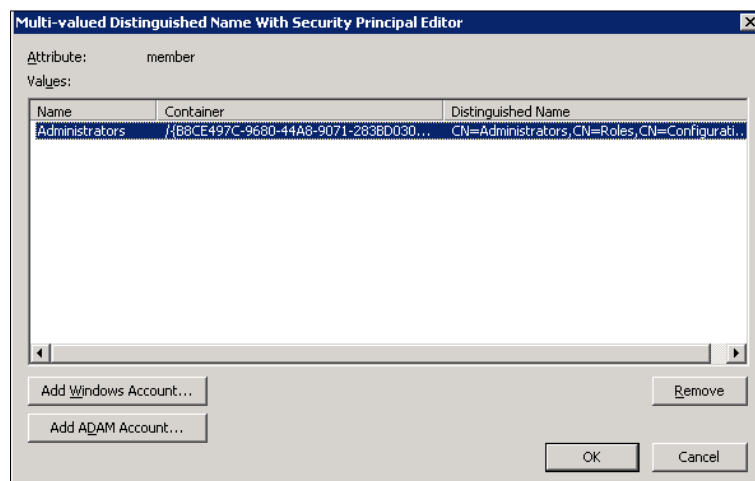 Multi-valued Distinguished Name With Security Principal Editor
Attribute: member
Values:
Name Container Distinguished Name
Administrators /{B8CE497C-9680-44A8-9071-283BD030... CN=Administrators,CN=Roles,CN=Configurati...
Add Windows Account... Remove
Add ADAM Account...
OK Cancel